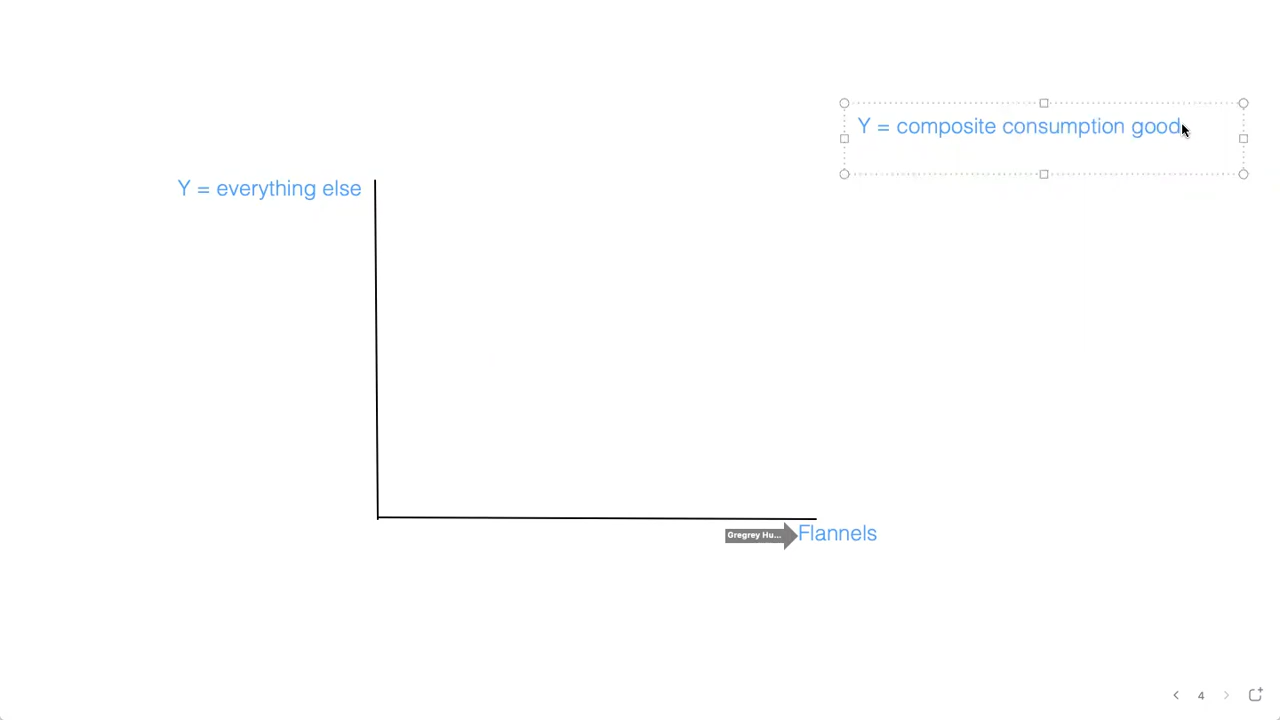 Y = composite consumption good
Y = everything else
Gregrey Hu...
Flannels
4